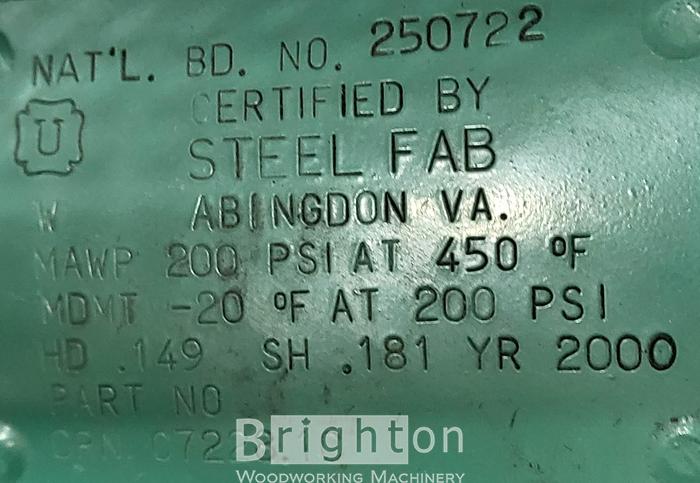 NAT'L. BD. NO. 250722
U CERTIFIED BY
STEEL FAB
W ABINGDON VA.
MAWP 200 PSI AT 450 °F
MDMT -20 °F AT 200 PSI
HD .149 SH .181 YR 2000
PART NO
CRN
Brighton
WOODWORKING MACHINERY